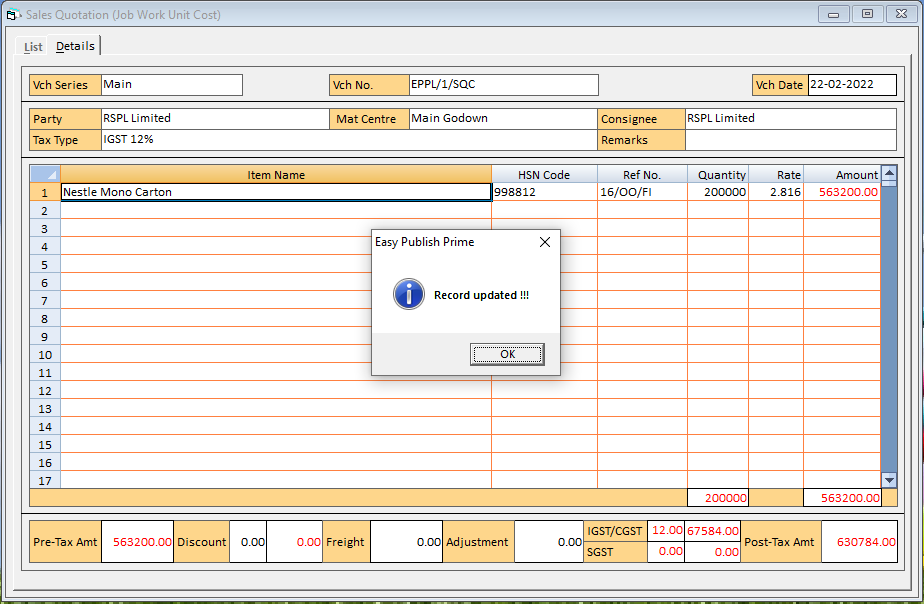 Sales Quotation (Job Work Unit Cost)
List Details
Vch Series Main Vch No. EPPL/1/SQC Vch Date 22-02-2022
Party RSPL Limited Mat Centre Main Godown Consignee RSPL Limited
Tax Type IGST 12% Remarks
Item Name HSN Code Ref No. Quantity Rate Amount
1 Nestle Mono Carton 998812 16/OO/FI 200000 2.816 563200.00
2
3
4
5
6
7
8
9
10
11
12
13
14
15
16
17
Easy Publish Prime
Record updated !!!
OK
200000 563200.00
Pre-Tax Amt 563200.00 Discount 0.00 0.00 Freight 0.00 Adjustment 0.00 IGST/CGST 12.00 67584.00 Post-Tax Amt 630784.00
SGST 0.00 0.00